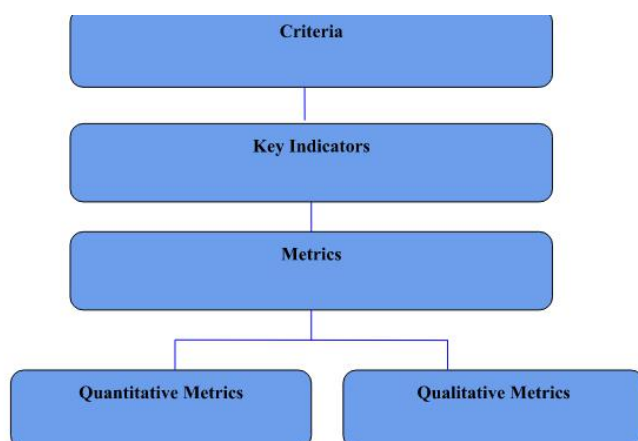 Criteria
Key Indicators
Metrics
Quantitative Metrics
Qualitative Metrics